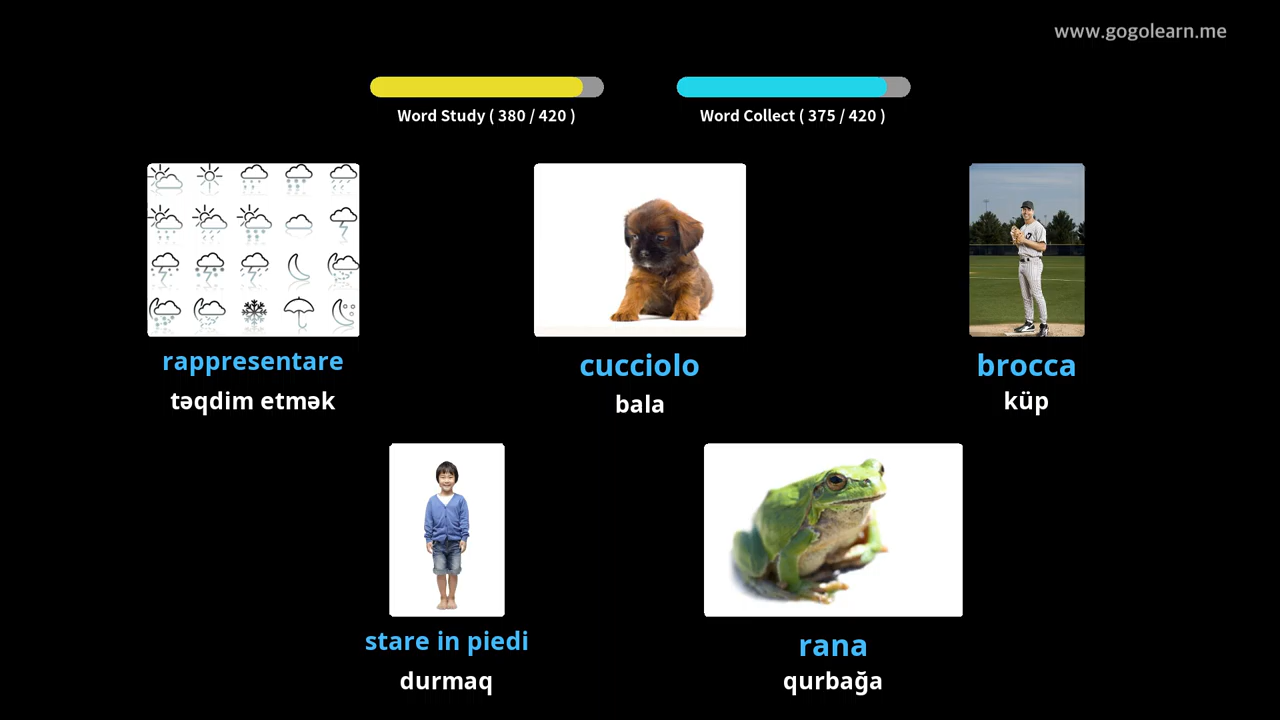 www.gogolearn.me
Word Study ( 380 / 420 )
Word Collect ( 375 / 420 )
rappresentare
təqdim etmək
cucciolo
bala
brocca
küp
stare in piedi
durmaq
rana
qurbağa